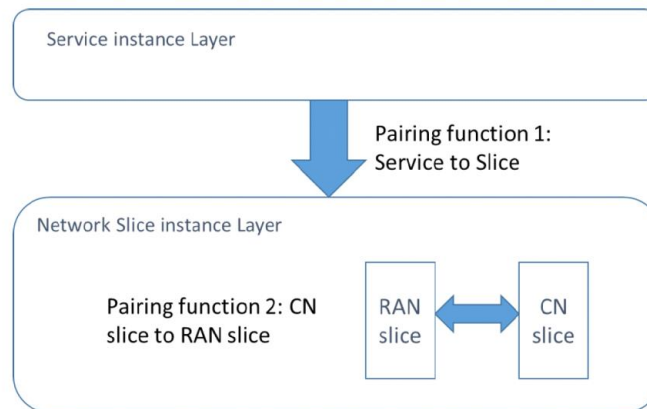 Service instance Layer
Pairing function 1:
Service to Slice
Network Slice instance Layer
Pairing function 2: CN
slice to RAN slice
RAN
slice
CN
slice